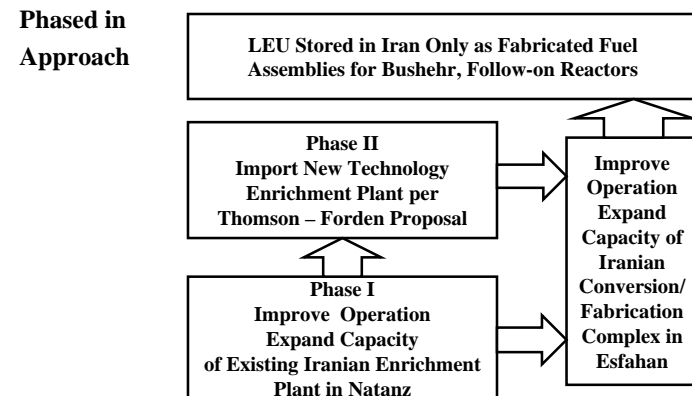 Phased in
Approach
LEU Stored in Iran Only as Fabricated Fuel
Assemblies for Bushehr, Follow-on Reactors
Phase II
Import New Technology
Enrichment Plant per
Thomson – Forden Proposal
Improve
Operation
Expand
Capacity of
Iranian
Conversion/
Fabrication
Complex in
Esfahan
Phase I
Improve Operation
Expand Capacity
of Existing Iranian Enrichment
Plant in Natanz